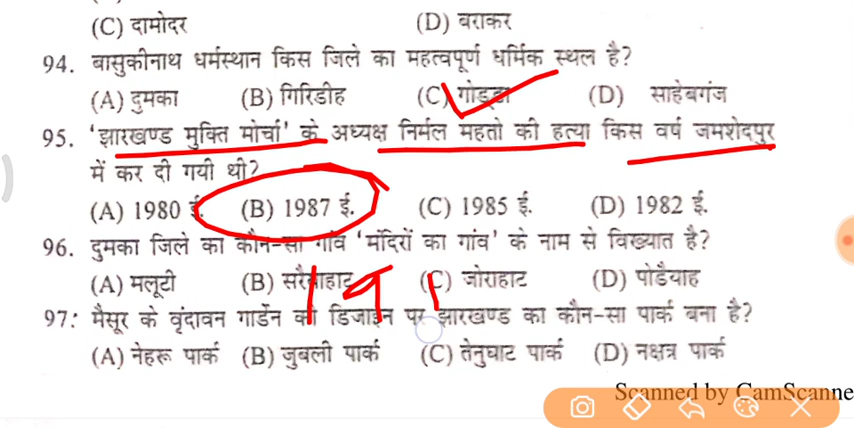 (C) दामोदर (D) बराकर
94. बासुकीनाथ धर्मस्थान किस जिले का महत्वपूर्ण धर्मिक स्थल है?
(A) दुमका (B) गिरिडीह (C) गोड्डा (D) साहेबगंज
95. 'झारखण्ड मुक्ति मोर्चा' के अध्यक्ष निर्मल महतो की हत्या किस वर्ष जमशेदपुर
में कर दी गयी थी?
(A) 1980 ई. (B) 1987 ई. (C) 1985 ई. (D) 1982 ई.
96. दुमका जिले का कौन-सा गांव 'मंदिरों का गांव' के नाम से विख्यात है?
(A) मलूटी (B) सरैयाहाट (C) जोराहाट (D) पोडैयाह
97. मैसूर के वृंदावन गार्डेन की डिजाइन पर झारखण्ड का कौन-सा पार्क बना है?
(A) नेहरू पार्क (B) जुबली पार्क (C) तेनुघाट पार्क (D) नक्षत्र पार्क
Scanned by CamScanne